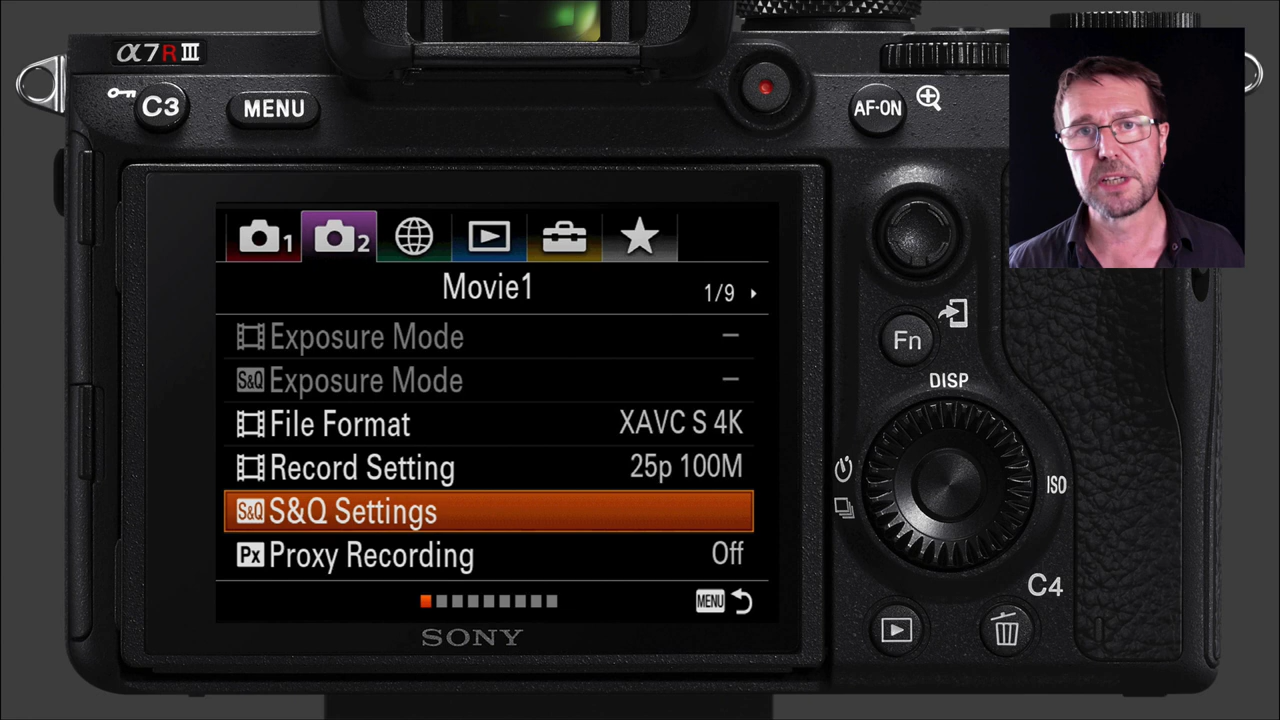 α7RIII
C3
MENU
AF-ON
1
2
Movie1
1/9
Exposure Mode –
S&Q Exposure Mode –
File Format XAVC S 4K
Record Setting 25p 100M
S&Q S&Q Settings
Px Proxy Recording Off
MENU
SONY
Fn
DISP
ISO
C4